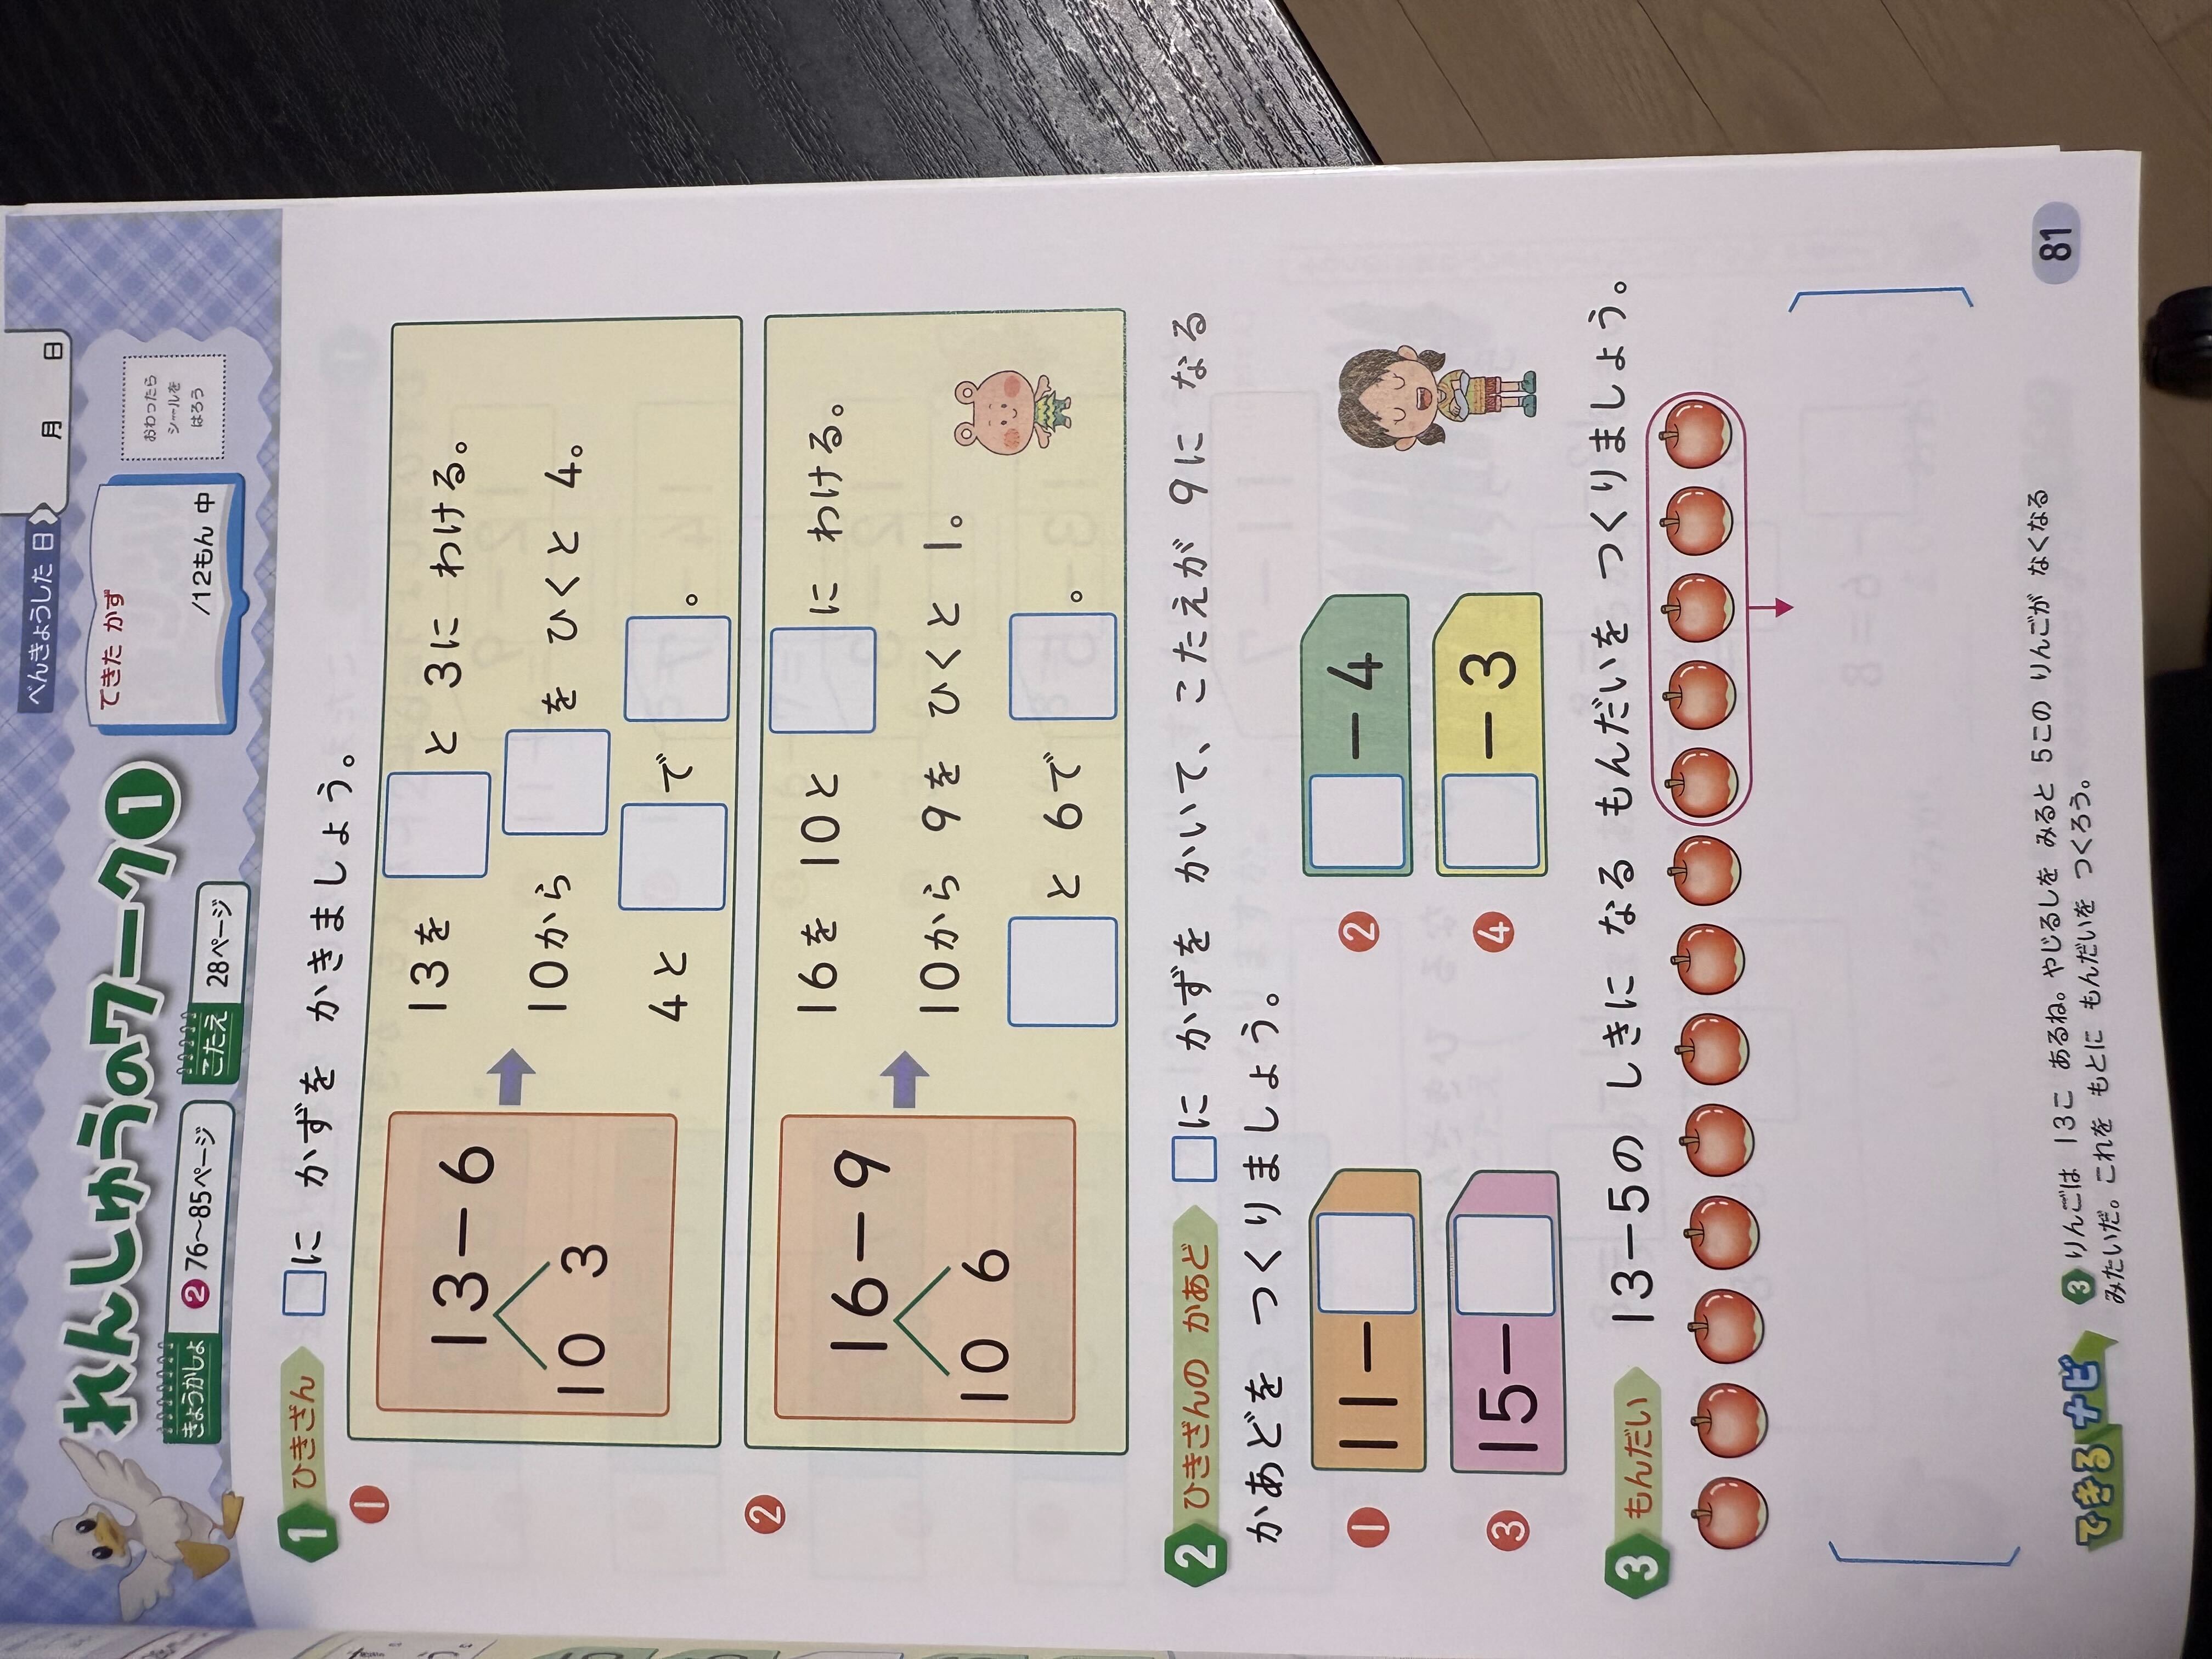 べんきょうした日 月 日
れんしゅうのワーク①
できた かず
/12もん 中
おわったら
シールを
はろう
きょうかしょ ❷76〜85ページ こたえ 28ページ
1 ひきざん □に かずを かきましょう。
❶ 13-6
10 3
13を □ と 3に わける。
10から □ を ひくと 4。
4と □ で □ 。
❷ 16-9
10 6
16を 10と □ に わける。
10から 9を ひくと 1。
□ と 6で □ 。
2 ひきざんの かあど □に かずを かいて、こたえが 9に なる
かあどを つくりましょう。
❶ 11-□ ❷ □-4
❸ 15-□ ❹ □-3
3 もんだい 13-5の しきに なる もんだいを つくりましょう。
できるナビ 3 りんごは 13こ あるね。やじるしを みると 5この りんごが なくなる
みたいだ。これを もとに もんだいを つくろう。
81